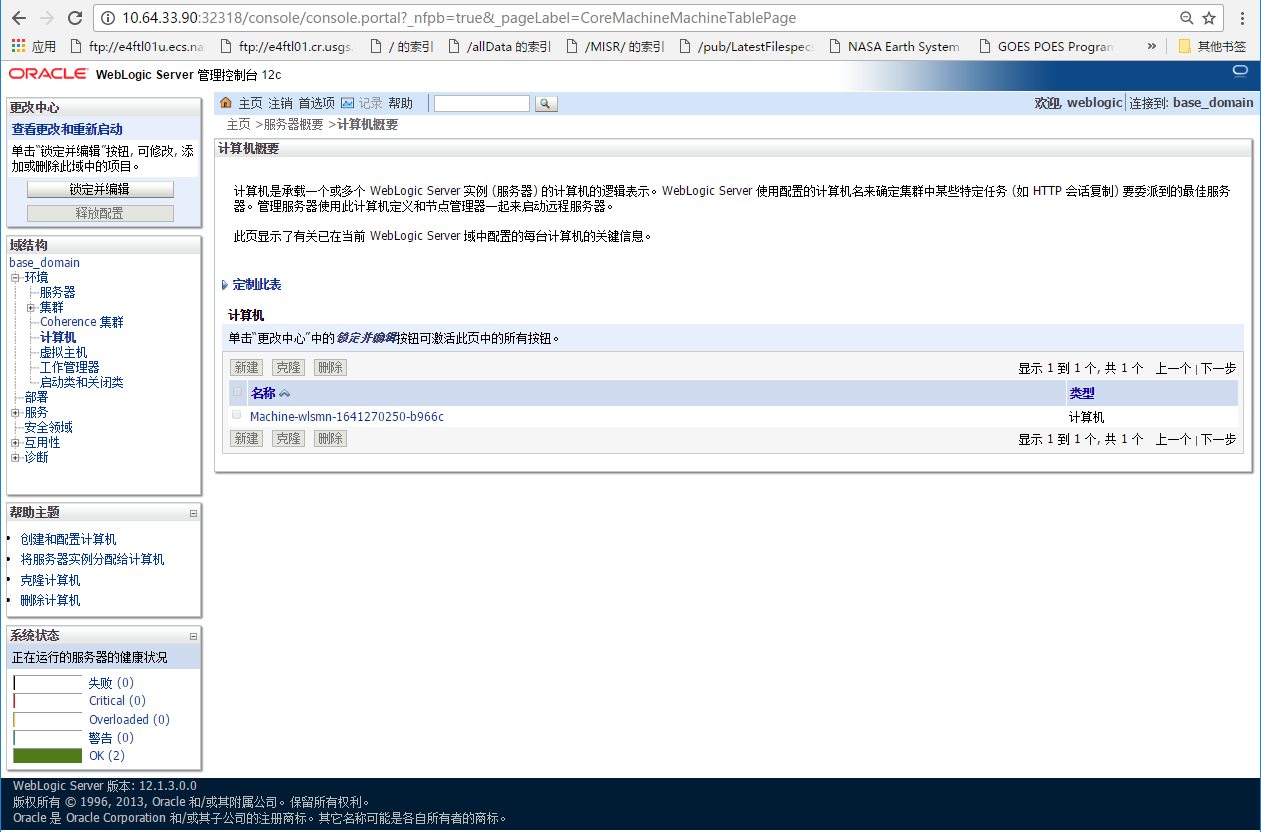 10.64.33.90:32318/console/console.portal?_nfpb=true&_pageLabel=CoreMachineMachineTablePage
应用 ftp://e4ftl01u.ecs.na ftp://e4ftl01.cr.usgs. / 的索引 /allData 的索引 /MISR/ 的索引 /pub/LatestFilespec NASA Earth System GOES POES Program » 其他书签
ORACLE WebLogic Server 管理控制台 12c
更改中心
查看更改和重新启动
单击“锁定并编辑”按钮, 可修改, 添
加或删除此域中的项目。
锁定并编辑
释放配置
域结构
base_domain
环境
服务器
集群
Coherence 集群
计算机
虚拟主机
工作管理器
启动类和关闭类
部署
服务
安全领域
互用性
诊断
帮助主题
创建和配置计算机
将服务器实例分配给计算机
克隆计算机
删除计算机
系统状态
正在运行的服务器的健康状况
失败 (0)
Critical (0)
Overloaded (0)
警告 (0)
OK (2)
主页 注销 首选项 记录 帮助
欢迎, weblogic 连接到: base_domain
主页 >服务器概要 >计算机概要
计算机概要
计算机是承载一个或多个 WebLogic Server 实例 (服务器) 的计算机的逻辑表示。WebLogic Server 使用配置的计算机名来确定集群中某些特定任务 (如 HTTP 会话复制) 要委派到的最佳服务
器。管理服务器使用此计算机定义和节点管理器一起来启动远程服务器。
此页显示了有关已在当前 WebLogic Server 域中配置的每台计算机的关键信息。
定制此表
计算机
单击“更改中心”中的锁定并编辑按钮可激活此页中的所有按钮。
新建 克隆 删除 显示 1 到 1 个, 共 1 个 上一个 | 下一步
名称 类型
Machine-wlsmn-1641270250-b966c 计算机
新建 克隆 删除 显示 1 到 1 个, 共 1 个 上一个 | 下一步
WebLogic Server 版本: 12.1.3.0.0
版权所有 © 1996, 2013, Oracle 和/或其附属公司。保留所有权利。
Oracle 是 Oracle Corporation 和/或其子公司的注册商标。其它名称可能是各自所有者的商标。